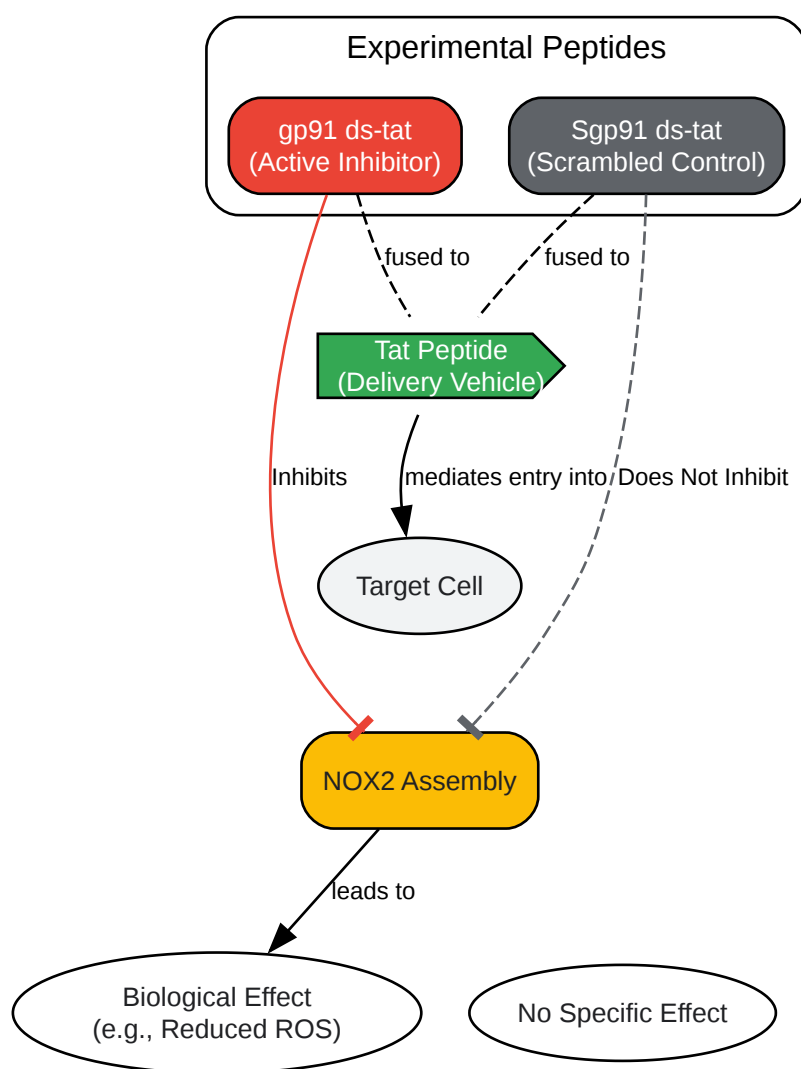 Experimental Peptides
gp91 ds-tat
(Active Inhibitor)
Sgp91 ds-tat
(Scrambled Control)
fused to
fused to
Tat Peptide
(Delivery Vehicle)
Inhibits
mediates entry into
Does Not Inhibit
Target Cell
NOX2 Assembly
leads to
Biological Effect
(e.g., Reduced ROS)
No Specific Effect